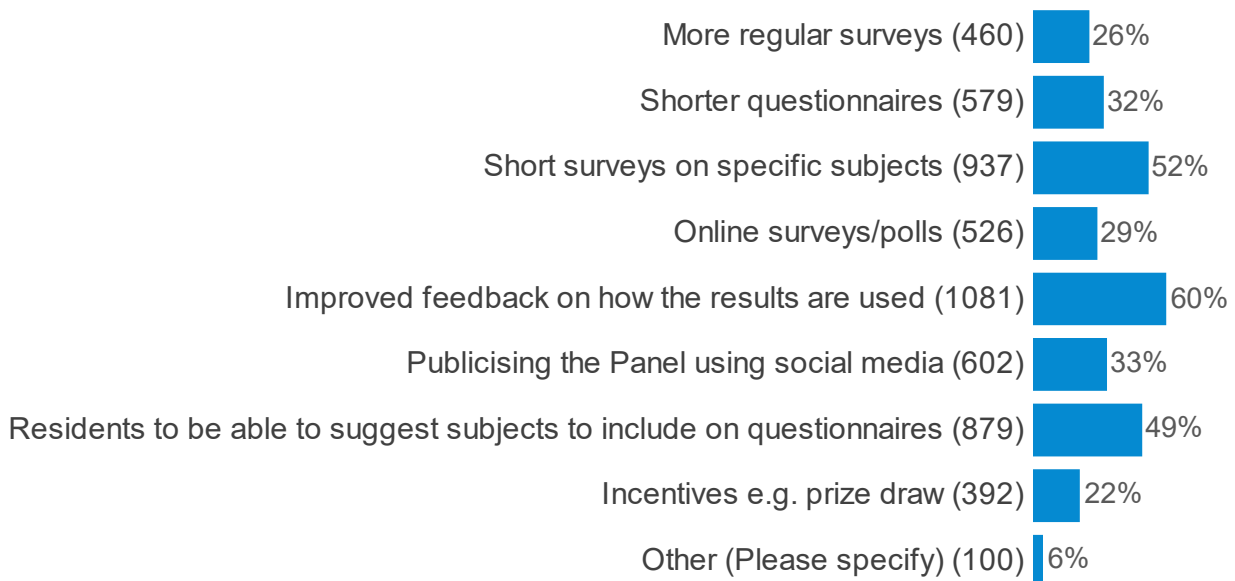 More regular surveys (460) 26%
Shorter questionnaires (579) 32%
Short surveys on specific subjects (937) 52%
Online surveys/polls (526) 29%
Improved feedback on how the results are used (1081) 60%
Publicising the Panel using social media (602) 33%
Residents to be able to suggest subjects to include on questionnaires (879) 49%
Incentives e.g. prize draw (392) 22%
Other (Please specify) (100) 6%